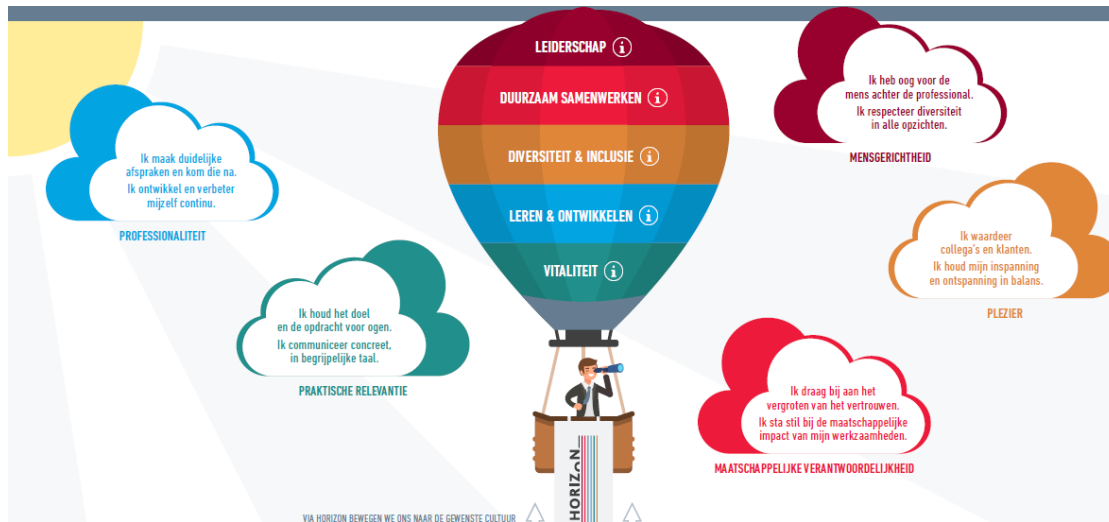 LEIDERSCHAP
DUURZAAM SAMENWERKEN
DIVERSITEIT & INCLUSIE
LEREN & ONTWIKKELEN
VITALITEIT
Ik maak duidelijke
afspraken en kom die na.
Ik ontwikkel en verbeter
mijzelf continu.
PROFESSIONALITEIT
Ik houd het doel
en de opdracht voor ogen.
Ik communiceer concreet,
in begrijpelijke taal.
PRAKTISCHE RELEVANTIE
Ik heb oog voor de
mens achter de professional.
Ik respecteer diversiteit
in alle opzichten.
MENSGERICHTHEID
Ik waardeer
collega's en klanten.
Ik houd mijn inspanning
en ontspanning in balans.
PLEZIER
Ik draag bij aan het
vergroten van het vertrouwen.
Ik sta stil bij de maatschappelijke
impact van mijn werkzaamheden.
MAATSCHAPPELIJKE VERANTWOORDELIJKHEID
HORIZON
VIA HORIZON BEWEGEN WE ONS NAAR DE GEWENSTE CULTUUR